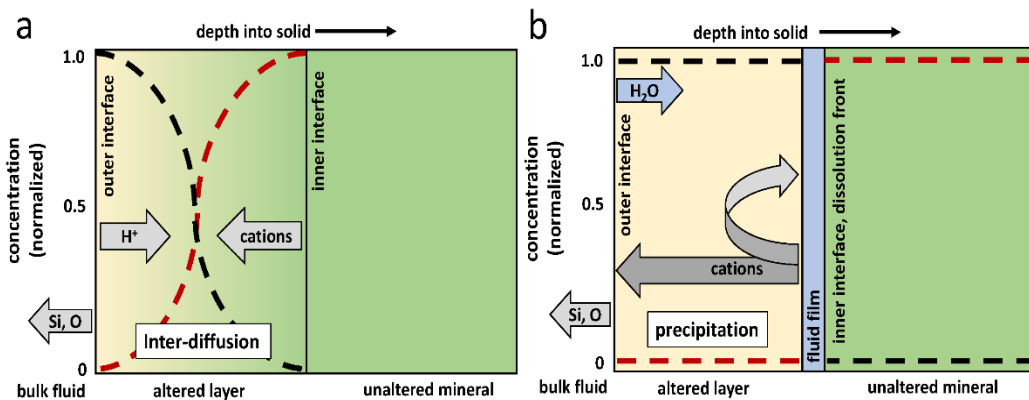 a
depth into solid
1.0
0.5
0
concentration
(normalized)
outer interface
inner interface
H+
cations
Si, O
Inter-diffusion
bulk fluid
altered layer
unaltered mineral
b
depth into solid
1.0
0.5
0
concentration
(normalized)
outer interface
H₂O
cations
Si, O
precipitation
fluid film
inner interface, dissolution front
bulk fluid
altered layer
unaltered mineral